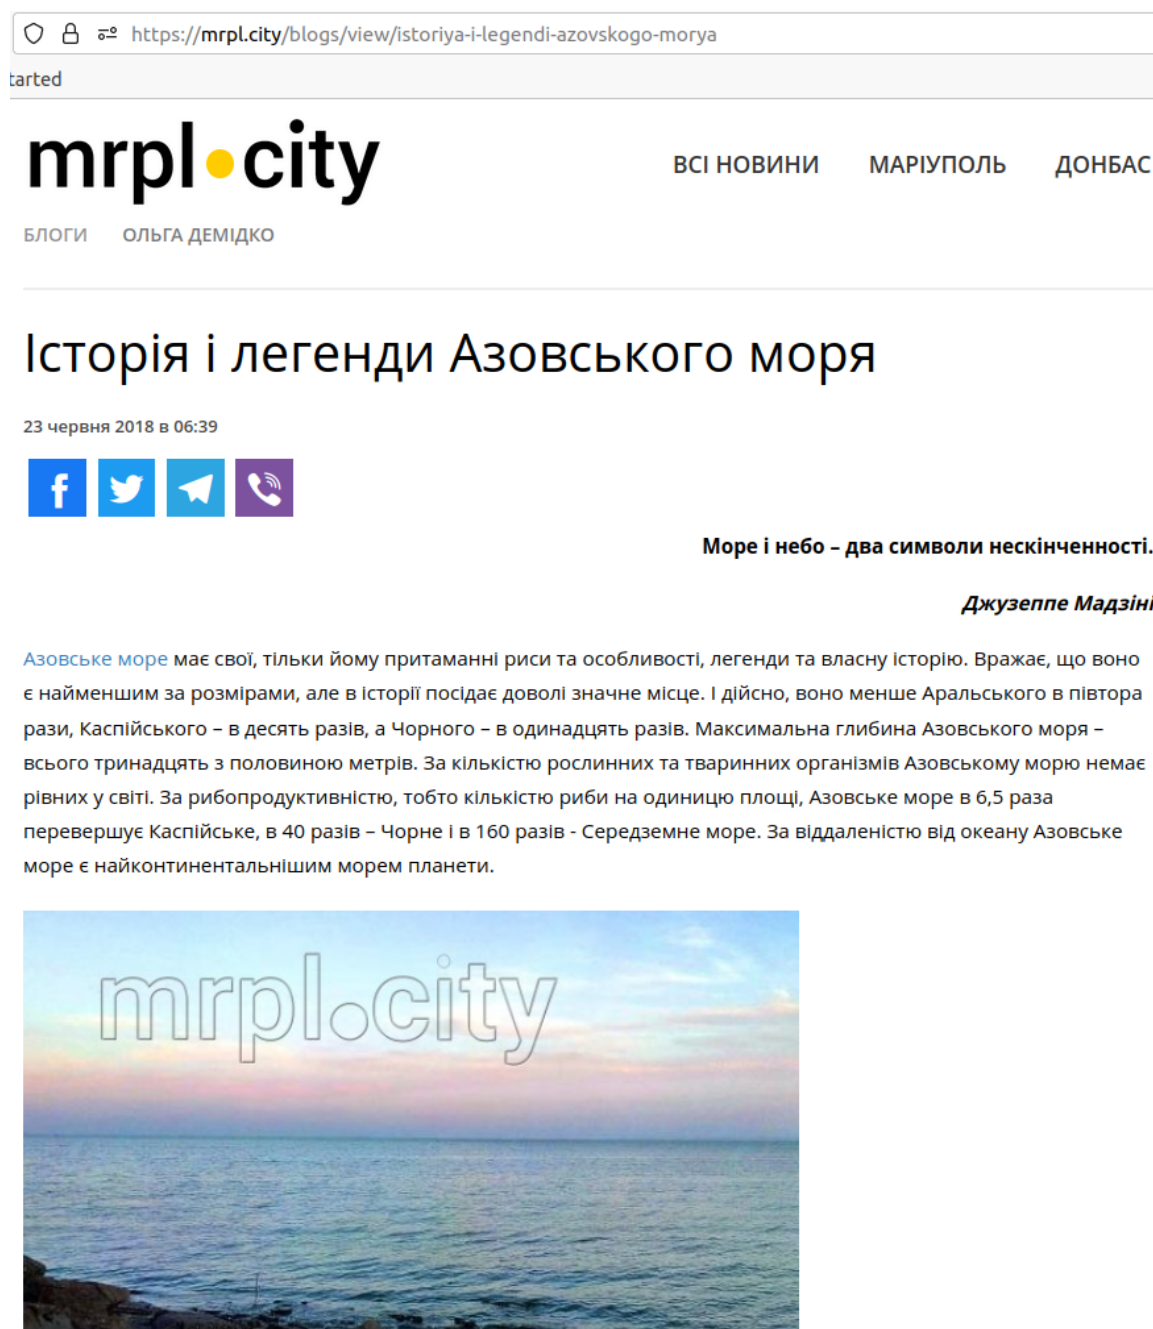 https://mrpl.city/blogs/view/istoriya-i-legendi-azovskogo-morya
tarted
mrpl city
ВСІ НОВИНИ МАРІУПОЛЬ ДОНБАС
БЛОГИ ОЛЬГА ДЕМІДКО
Історія і легенди Азовського моря
23 червня 2018 в 06:39
Море і небо – два символи нескінченності.
Джузеппе Мадзіні
Азовське море має свої, тільки йому притаманні риси та особливості, легенди та власну історію. Вражає, що воно
є найменшим за розмірами, але в історії посідає доволі значне місце. І дійсно, воно менше Аральського в півтора
рази, Каспійського – в десять разів, а Чорного – в одинадцять разів. Максимальна глибина Азовського моря –
всього тринадцять з половиною метрів. За кількістю рослинних та тваринних організмів Азовському морю немає
рівних у світі. За рибопродуктивністю, тобто кількістю риби на одиницю площі, Азовське море в 6,5 раза
перевершує Каспійське, в 40 разів – Чорне і в 160 разів - Середземне море. За віддаленістю від океану Азовське
море є найконтинентальнішим морем планети.
mrpl.city